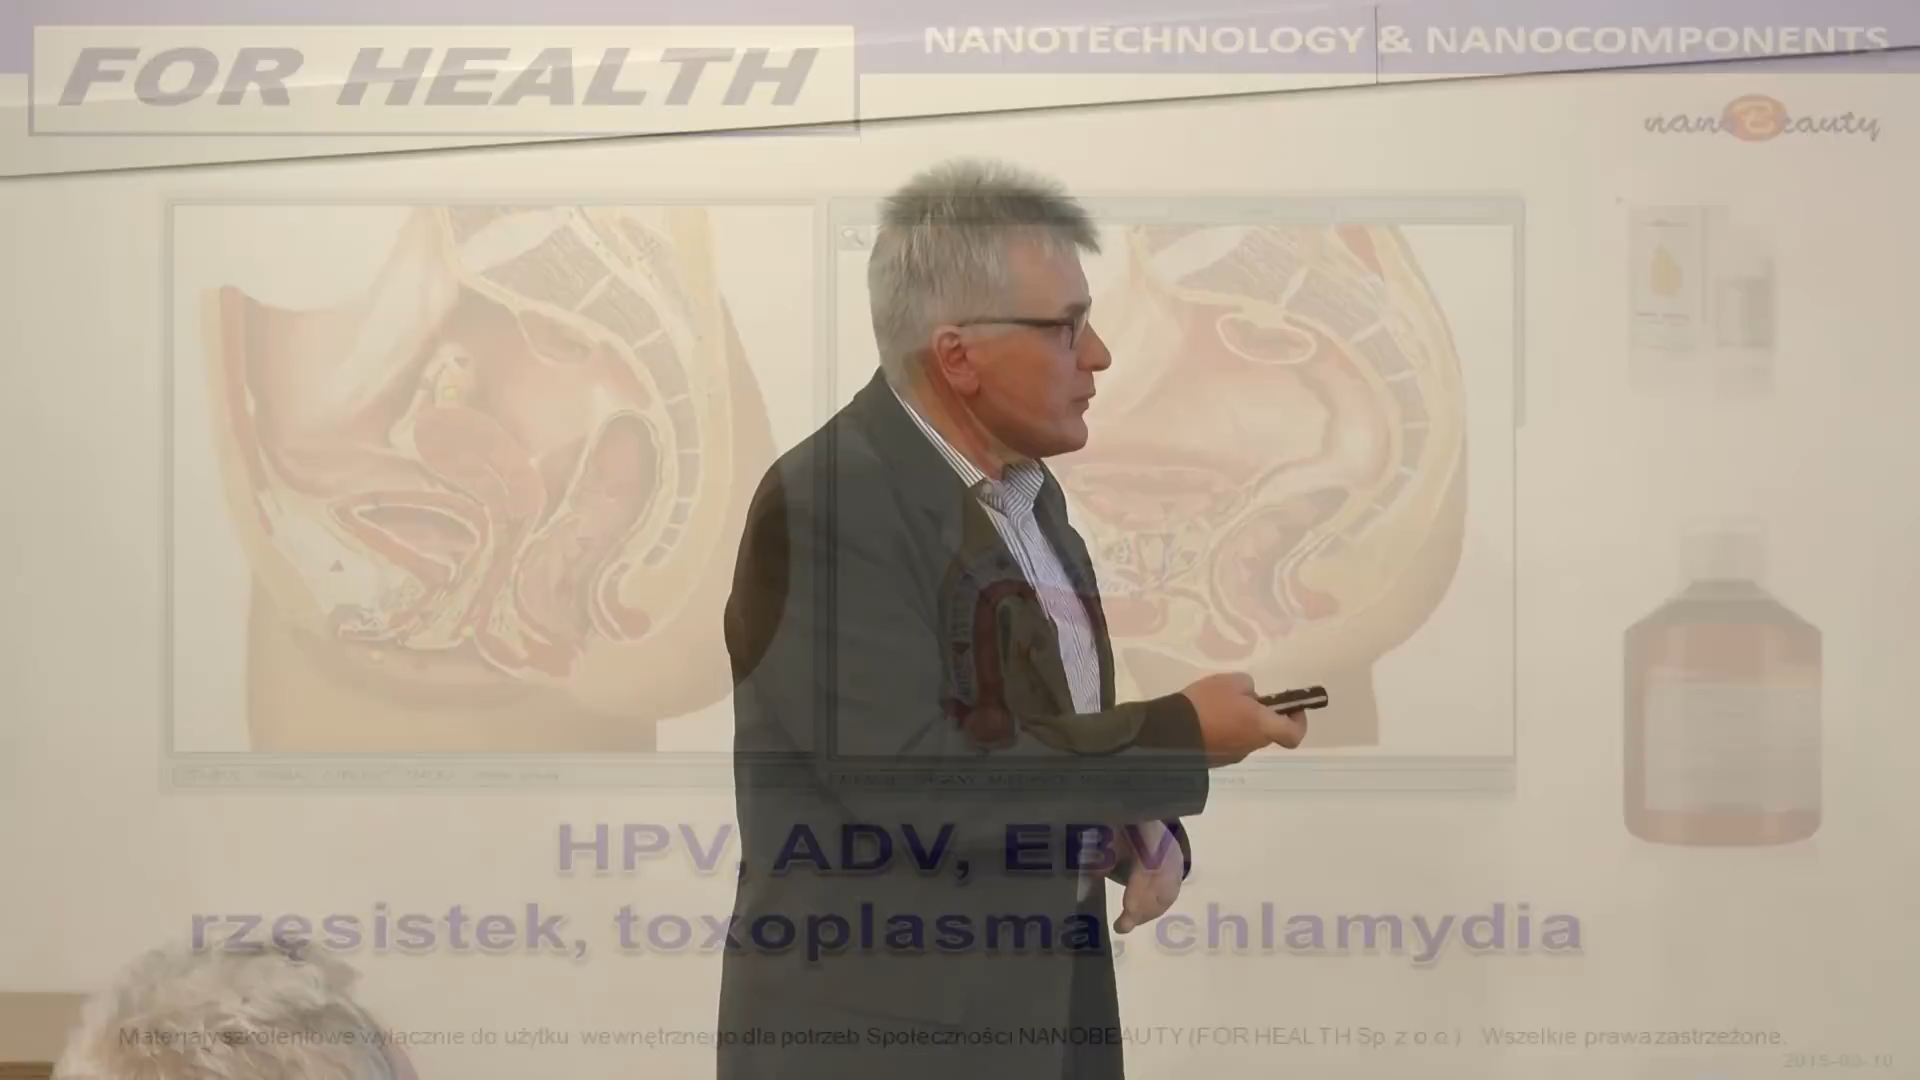 FOR HEALTH
NANOTECHNOLOGY & NANOCOMPONENTS
nanoBeauty
HPV, ADV, EBV,
rzesistek, toxoplasma, chlamydia
Materiały szkoleniowe wyłącznie do użytku wewnętrznego dla potrzeb Społeczności NANOBEAUTY (FOR HEALTH Sp. z o.o.) Wszelkie prawa zastrzeżone.